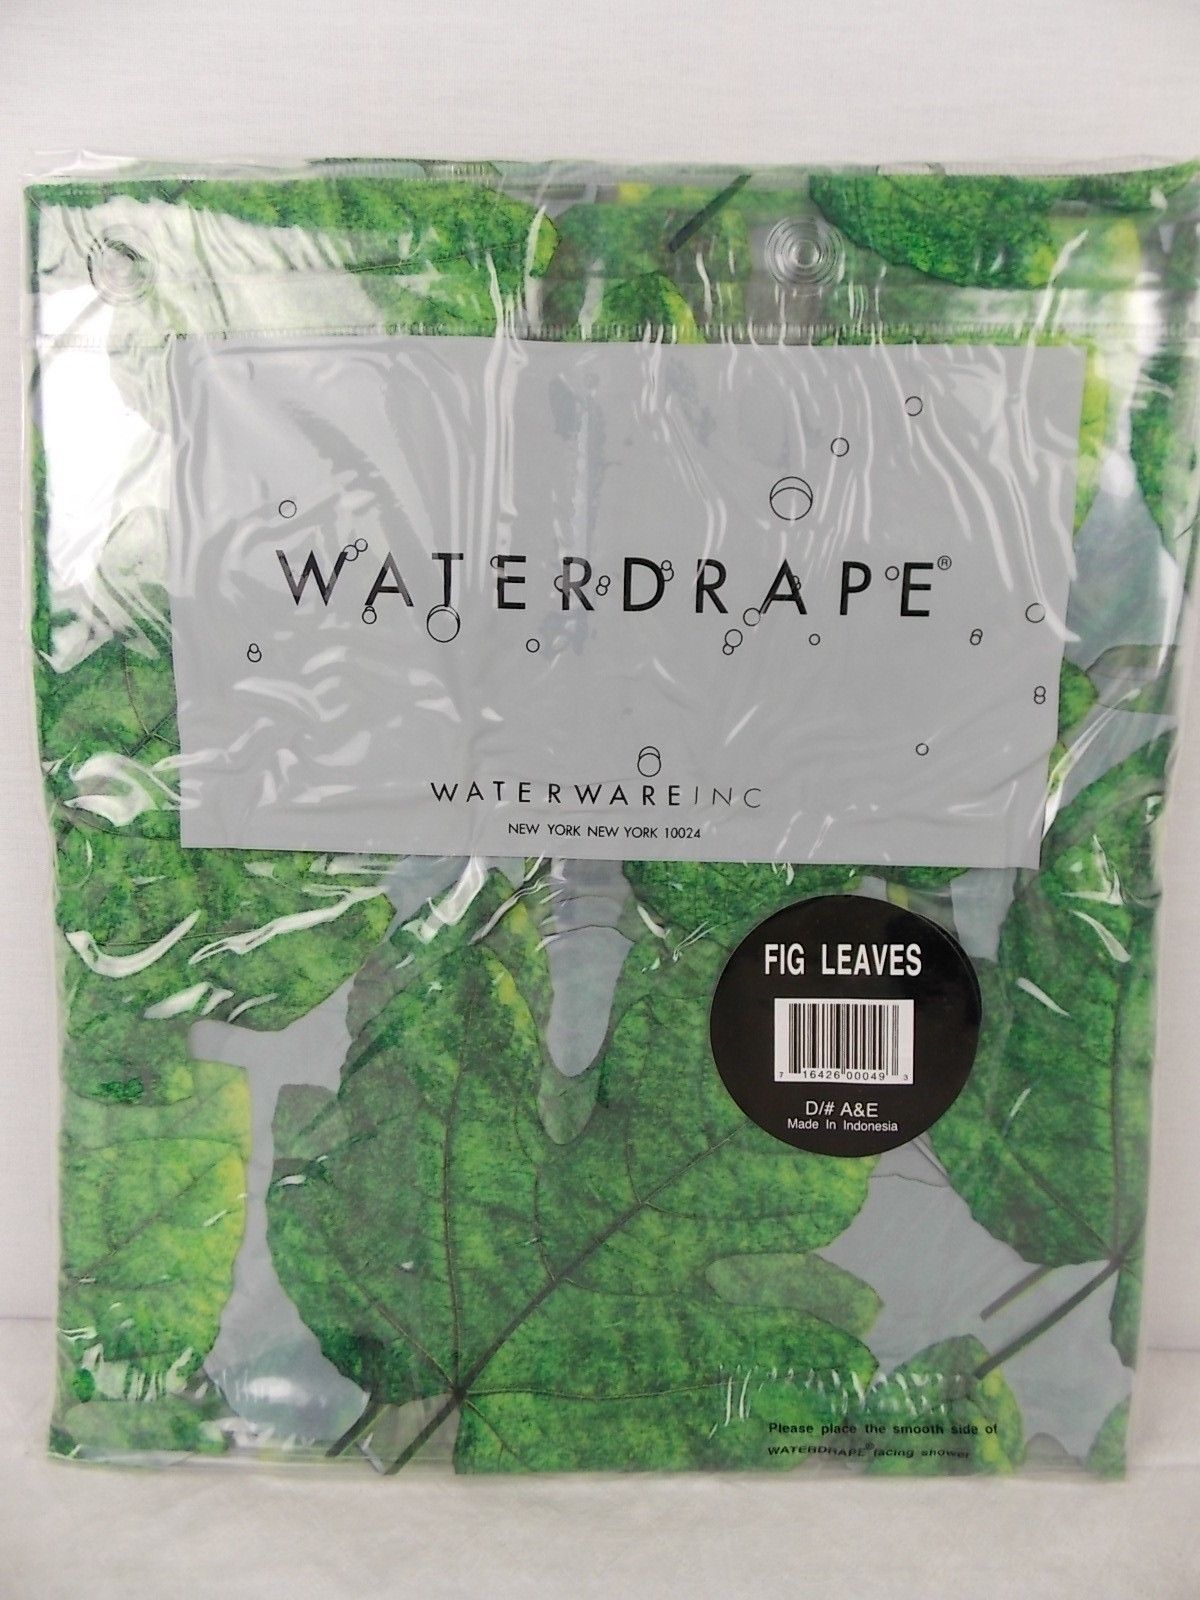 WATERDRAPE®
WATERWAREINC
NEW YORK NEW YORK 10024
FIG LEAVES
7 16426 00049 3
D/# A&E
Made In Indonesia
Please place the smooth side of
WATERDRAPE® facing shower